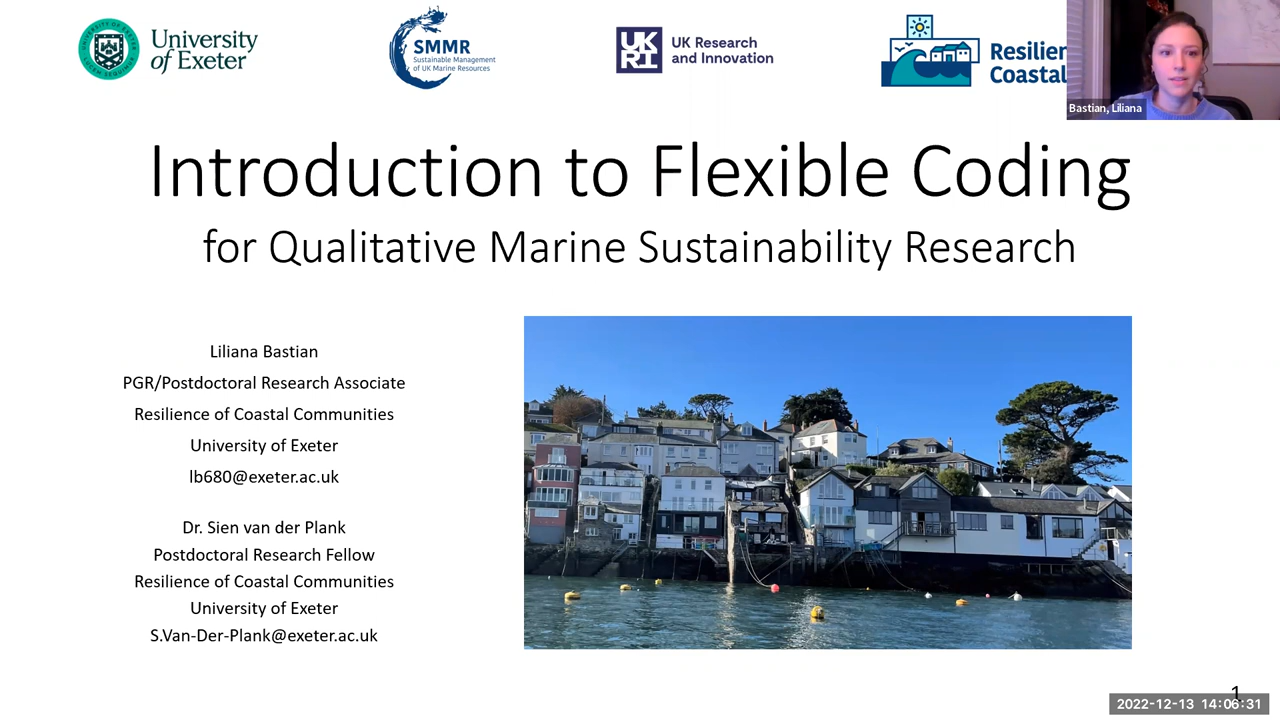 University
of Exeter
SMMR
Sustainable Management
of UK Marine Resources
UK
RI
UK Research
and Innovation
Coastal
Bastian, Liliana
Introduction to Flexible Coding
for Qualitative Marine Sustainability Research
Liliana Bastian
PGR/Postdoctoral Research Associate
Resilience of Coastal Communities
University of Exeter
lb680@exeter.ac.uk
Dr. Sien van der Plank
Postdoctoral Research Fellow
Resilience of Coastal Communities
University of Exeter
S.Van-Der-Plank@exeter.ac.uk
1
2022-12-13 14:06:31